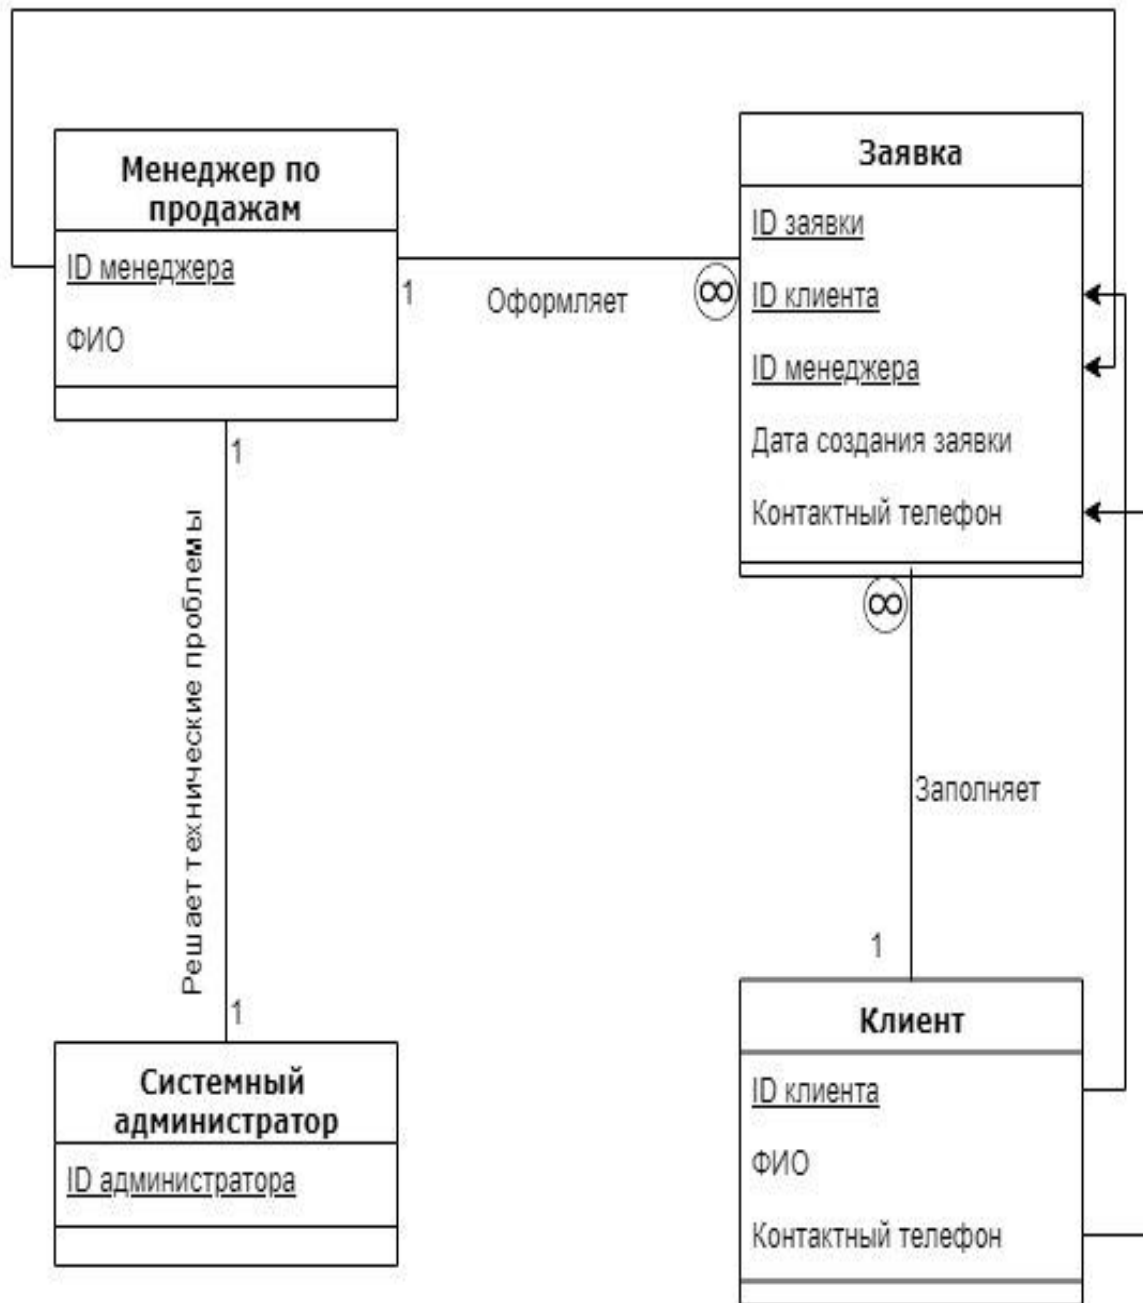 Менеджер по
продажам
ID менеджера
ФИО
1
Оформляет
∞
Заявка
ID заявки
ID клиента
ID менеджера
Дата создания заявки
Контактный телефон
∞
Заполняет
1
1
Решает технические проблемы
1
Системный
администратор
ID администратора
Клиент
ID клиента
ФИО
Контактный телефон